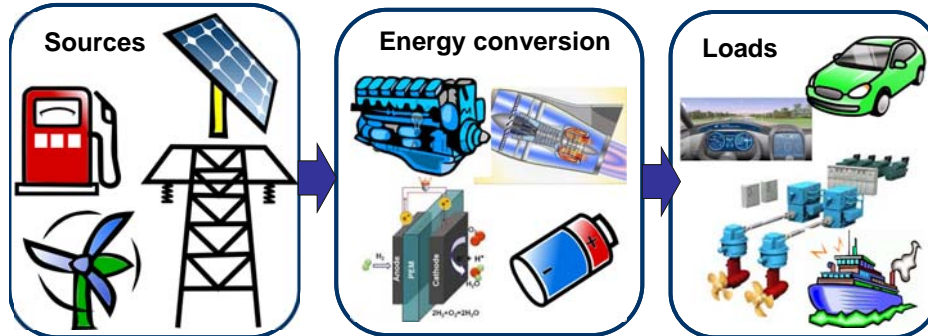 Sources
Energy conversion
Loads
H₂
Anode
PEM
Cathode
O₂
H⁺
H₂O
2H₂+O₂=2H₂O
-
+